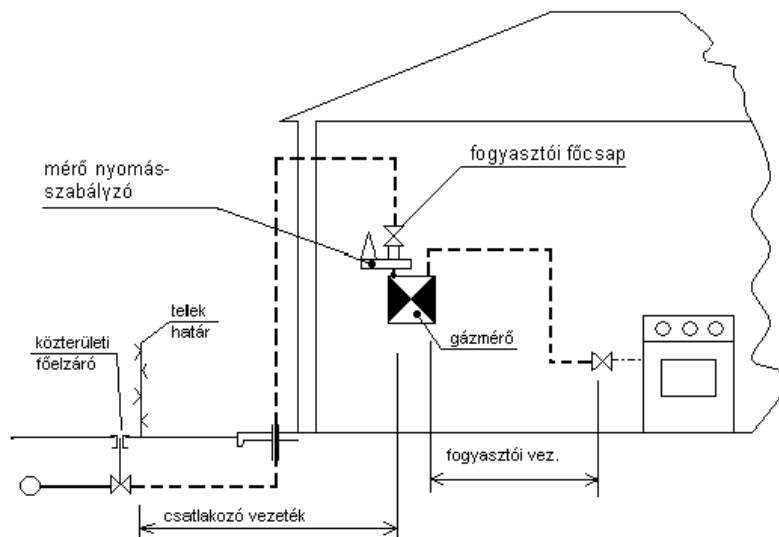 mérő nyomás-
szabályzó
fogyasztói főcsap
telek
határ
közterületi
főelzáró
gázmérő
fogyasztói vez.
csatlakozó vezeték